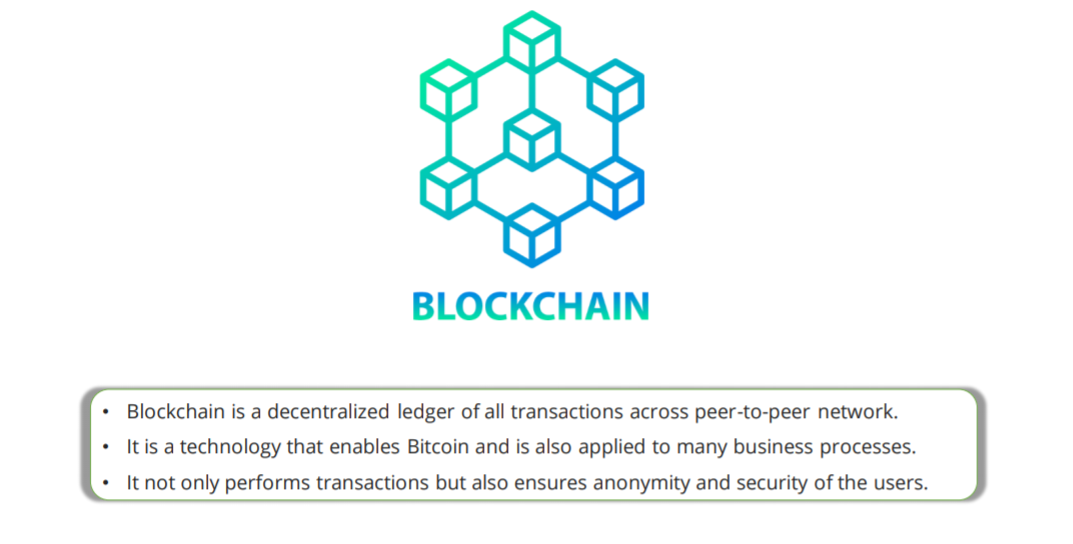 BLOCKCHAIN
• Blockchain is a decentralized ledger of all transactions across peer-to-peer network.
• It is a technology that enables Bitcoin and is also applied to many business processes.
• It not only performs transactions but also ensures anonymity and security of the users.